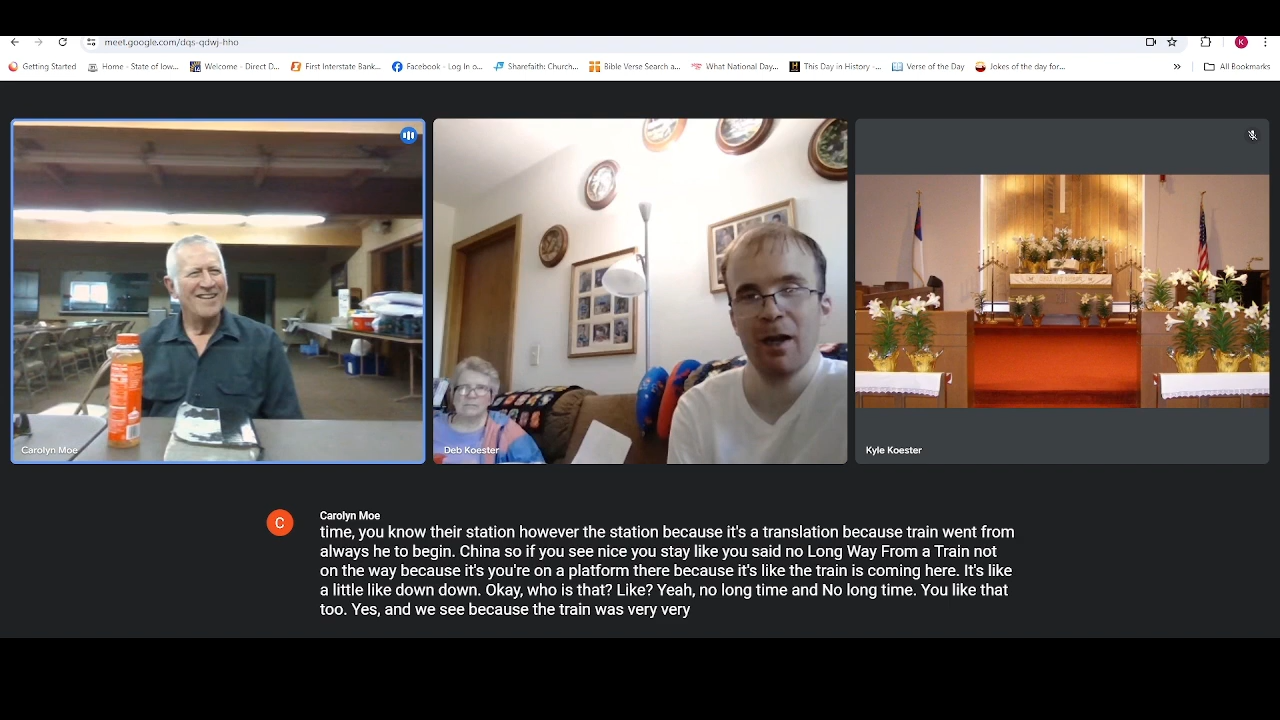 meet.google.com/dqs-qdwj-hho
Getting Started Home - State of Iow... Welcome - Direct D... First Interstate Bank... Facebook - Log In o... Sharefaith: Church... Bible Verse Search a... What National Day... This Day in History -... Verse of the Day Jokes of the day for... » All Bookmarks
K
Carolyn Moe
Deb Koester
Kyle Koester
C
Carolyn Moe
time, you know their station however the station because it's a translation because train went from
always he to begin. China so if you see nice you stay like you said no Long Way From a Train not
on the way because it's you're on a platform there because it's like the train is coming here. It's like
a little like down down. Okay, who is that? Like? Yeah, no long time and No long time. You like that
too. Yes, and we see because the train was very very